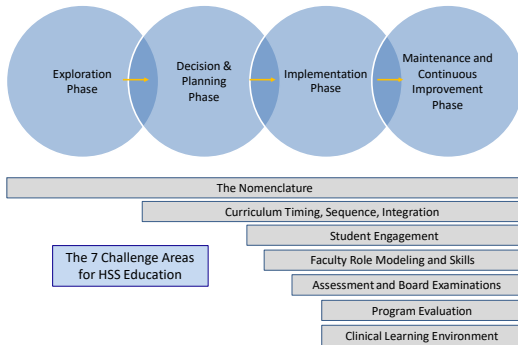 Exploration
Phase
Decision &
Planning
Phase
Implementation
Phase
Maintenance and
Continuous
Improvement
Phase
The Nomenclature
Curriculum Timing, Sequence, Integration
Student Engagement
The 7 Challenge Areas
for HSS Education
Faculty Role Modeling and Skills
Assessment and Board Examinations
Program Evaluation
Clinical Learning Environment